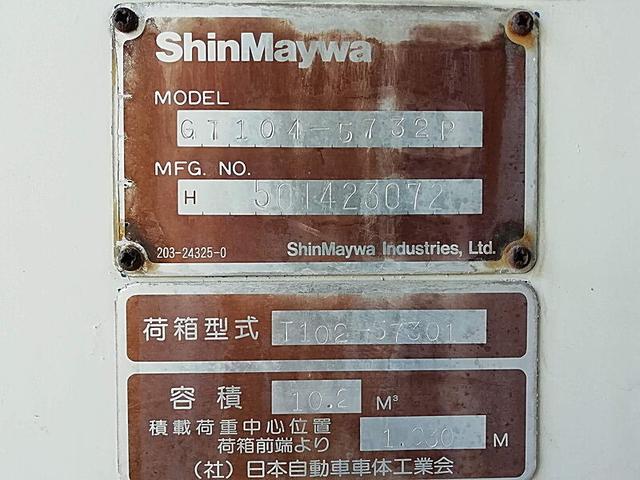 ShinMaywa
MODEL
GT104-5732P
MFG. NO.
H 501423072
203-24325-0 ShinMaywa Industries, Ltd.
荷箱型式 T102-57301
容積 10.2 M³
積載荷重中心位置
荷箱前端より 1.030 M
(社)日本自動車車体工業会